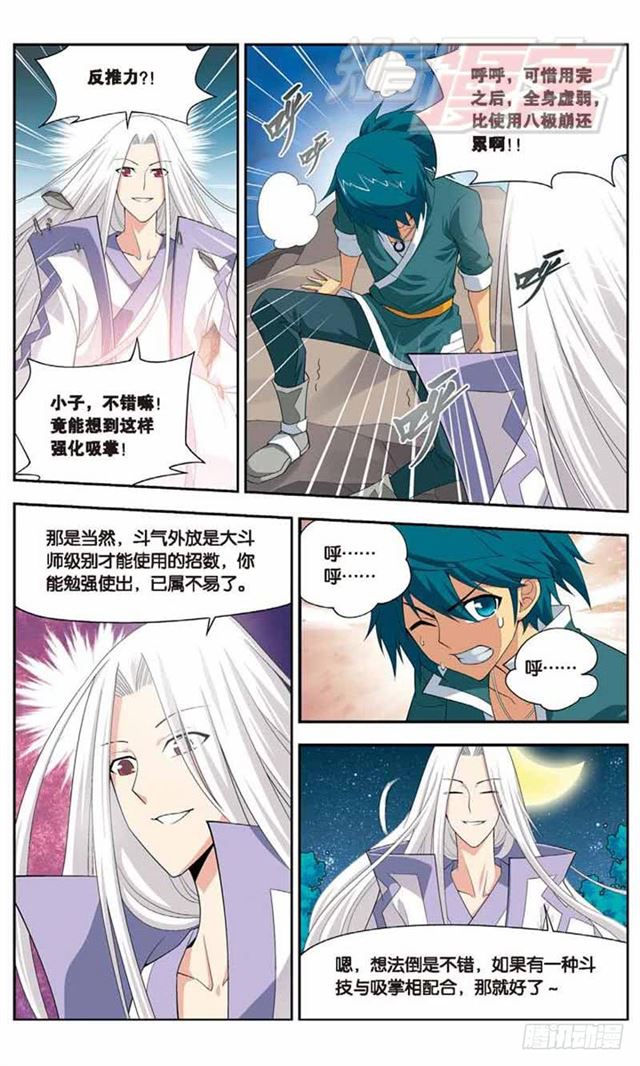 反推力?!
小子，不错嘛！
竟能想到这样
强化吸掌！
呼呼，可惜用完
之后，全身虚弱，
比使用八极崩还
累啊！！
呼
呼
呼
呼
那是当然，斗气外放是大斗
师级别才能使用的招数，你
能勉强使出，已属不易了。
呼……
呼……
呼……
嗯，想法倒是不错，如果有一种斗
技与吸掌相配合，那就好了～
腾讯动漫